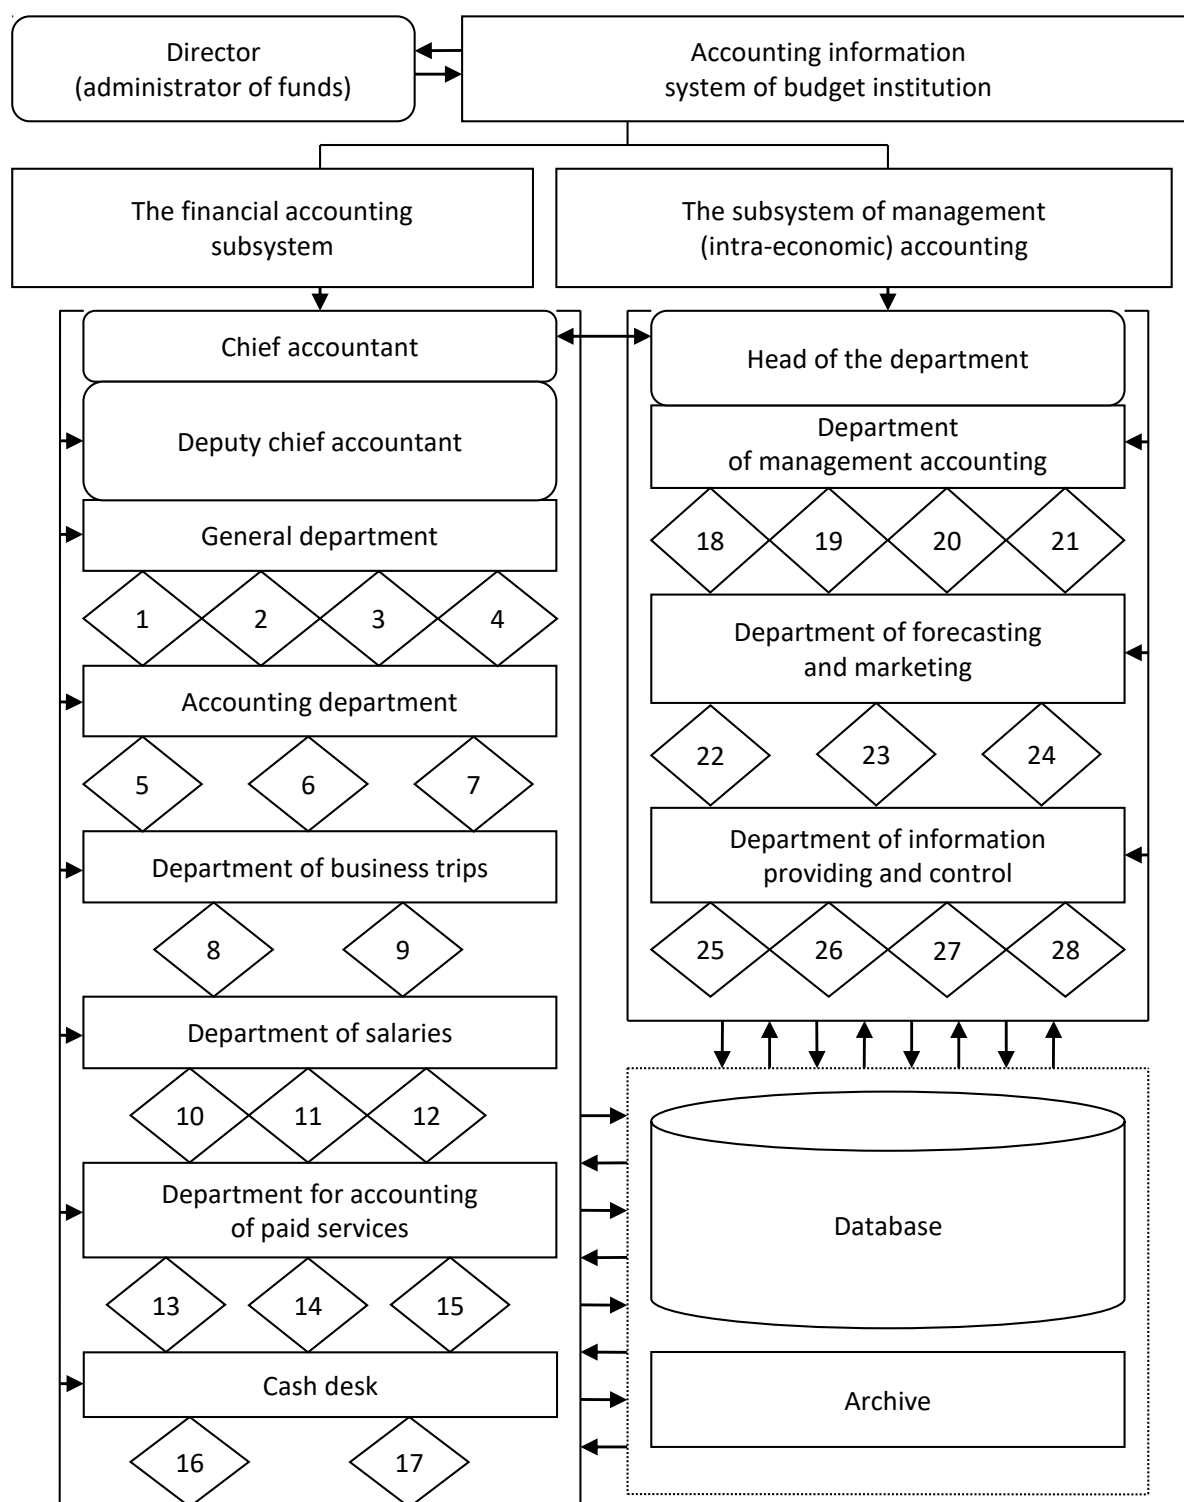 Director
(administrator of funds)
Accounting information
system of budget institution
The financial accounting
subsystem
The subsystem of management
(intra-economic) accounting
Chief accountant
Deputy chief accountant
General department
1
2
3
4
Accounting department
5
6
7
Department of business trips
8
9
Department of salaries
10
11
12
Department for accounting
of paid services
13
14
15
Cash desk
16
17
Head of the department
Department
of management accounting
18
19
20
21
Department of forecasting
and marketing
22
23
24
Department of information
providing and control
25
26
27
28
Database
Archive